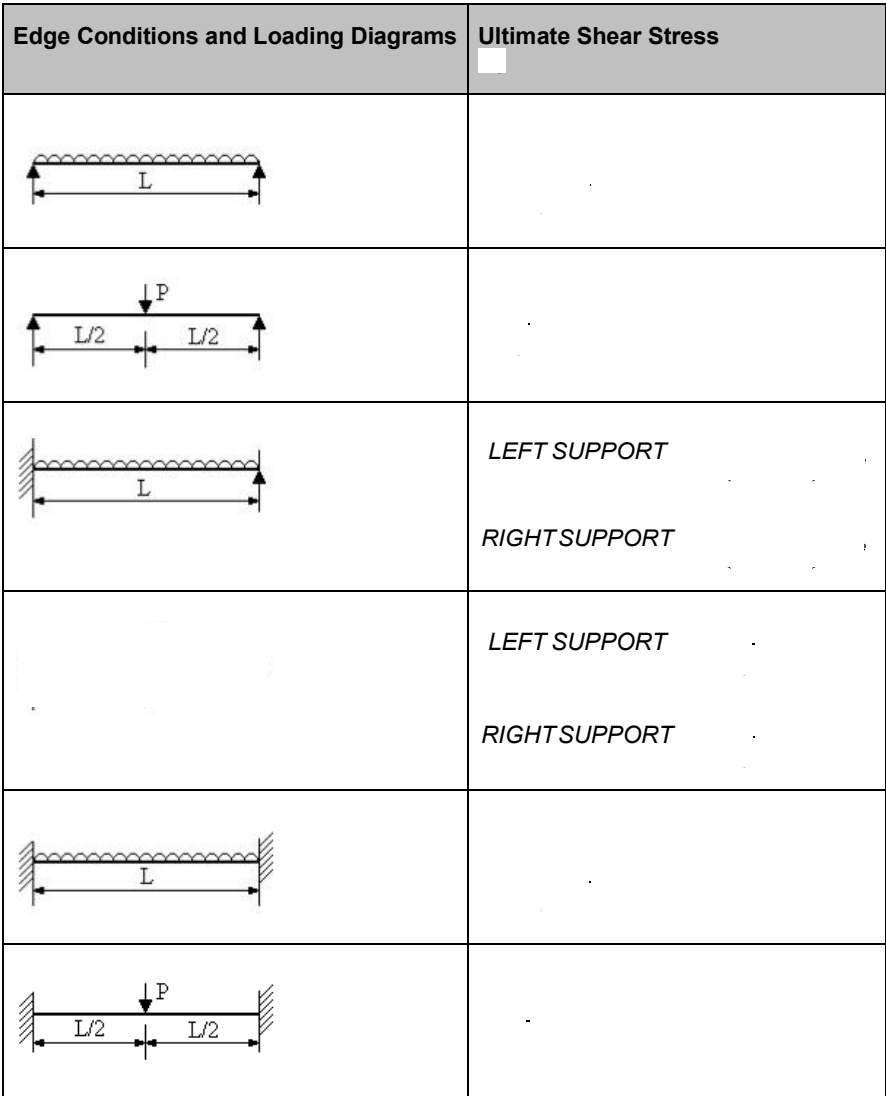 Edge Conditions and Loading Diagrams
Ultimate Shear Stress
L
P
L/2 L/2
L
LEFT SUPPORT
RIGHT SUPPORT
LEFT SUPPORT
RIGHT SUPPORT
L
P
L/2 L/2